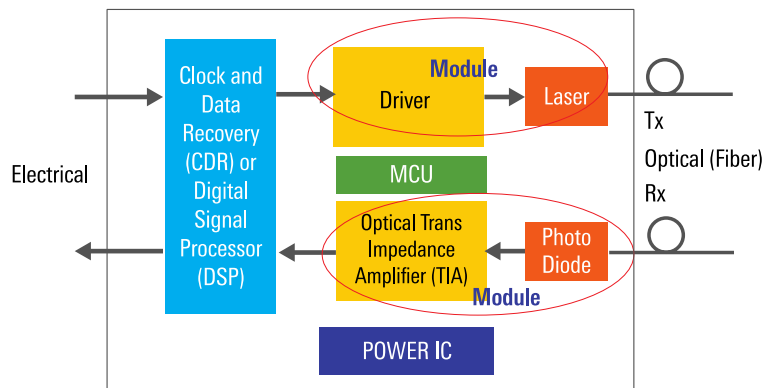 Electrical
Clock and
Data
Recovery
(CDR) or
Digital
Signal
Processor
(DSP)
Module
Driver
Laser
MCU
Optical Trans
Impedance
Amplifier (TIA)
Photo
Diode
Module
POWER IC
Tx
Optical (Fiber)
Rx